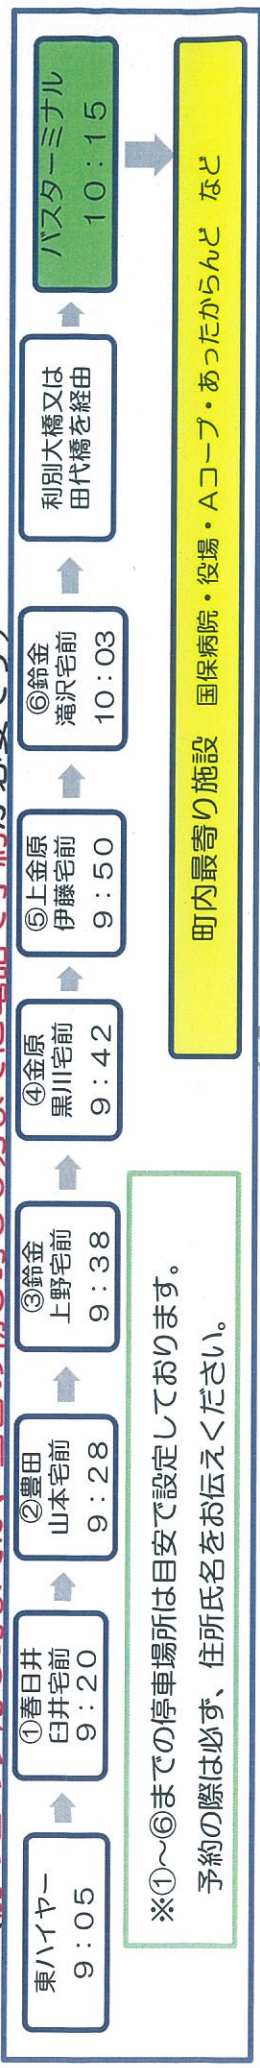 東ハイヤー
9：05
①春日井
臼井宅前
9：20
②豊田
山本宅前
9：28
③鈴金
上野宅前
9：38
④金原
黒川宅前
9：42
⑤上金原
伊藤宅前
9：50
⑥鈴金
滝沢宅前
10：03
利別大橋又は
田代橋を経由
バスターミナル
10：15
※①～⑥までの停車場所は目安で設定しております。
予約の際は必ず、住所氏名をお伝えください。
町内最寄り施設　国保病院・役場・Ａコープ・あったからんど　など